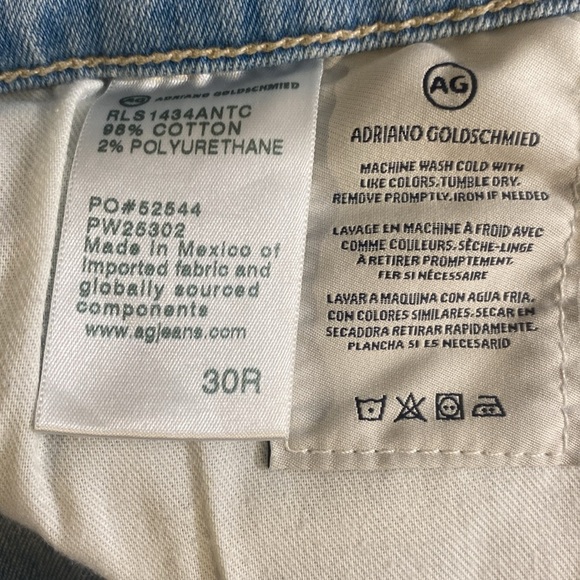 AG ADRIANO GOLDSCHMIED
RLS1434ANTC
98% COTTON
2% POLYURETHANE
PO#52544
PW25302
Made in Mexico of
imported fabric and
globally sourced
components
www.agjeans.com
30R
AG
ADRIANO GOLDSCHMIED
MACHINE WASH COLD WITH
LIKE COLORS. TUMBLE DRY.
REMOVE PROMPTLY. IRON IF NEEDED
LAVAGE EN MACHINE À FROID AVEC
COMME COULEURS. SÈCHE-LINGE
À RETIRER PROMPTEMENT.
FER SI NÉCESSAIRE
LAVAR A MAQUINA CON AGUA FRIA.
CON COLORES SIMILARES. SECAR EN
SECADORA RETIRAR RAPIDAMENTE.
PLANCHA SI ES NECESARIO